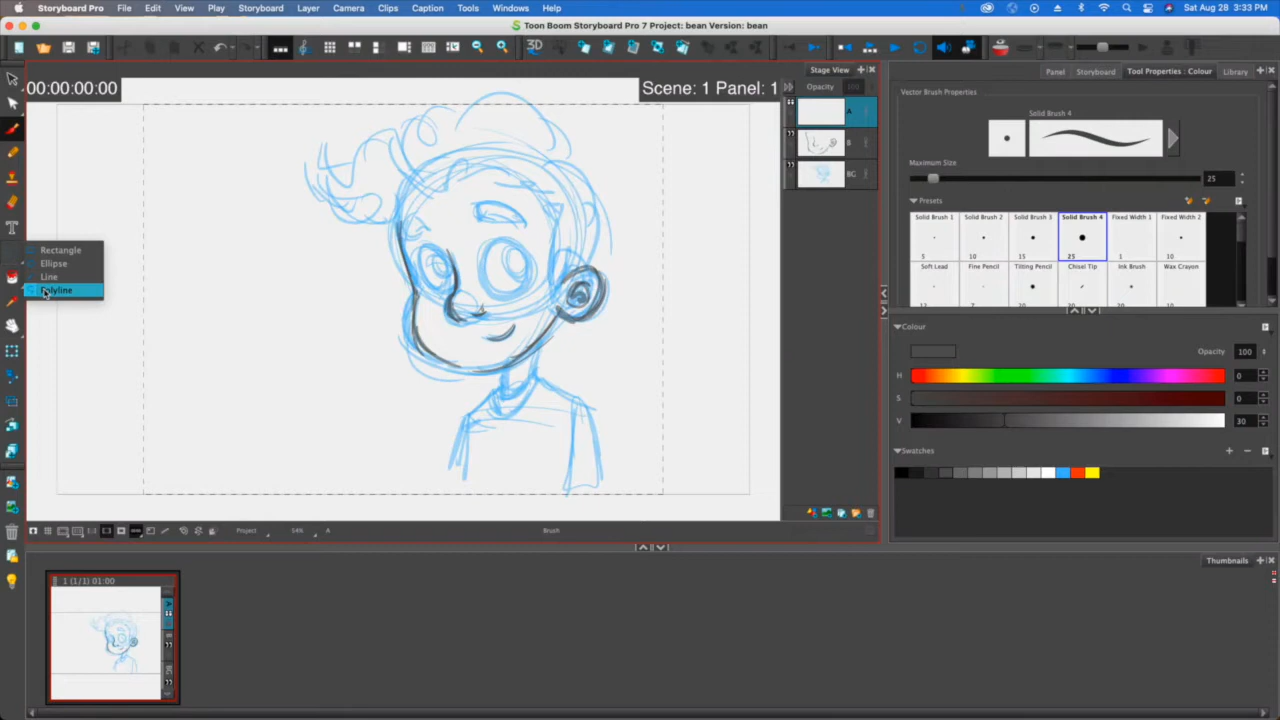 Storyboard Pro File Edit View Play Storyboard Layer Camera Clips Caption Tools Windows Help
Sat Aug 28 3:33 PM
Toon Boom Storyboard Pro 7 Project: bean Version: bean
3D
Stage View
Panel Storyboard Tool Properties : Colour Library
00:00:00:00
Scene: 1 Panel: 1
Opacity 100
A
B
BG
Vector Brush Properties
Solid Brush 4
Maximum Size
25
Presets
Solid Brush 1 Solid Brush 2 Solid Brush 3 Solid Brush 4 Fixed Width 1 Fixed Width 2
5 10 15 25 1 10
Soft Lead Fine Pencil Tilting Pencil Chisel Tip Ink Brush Wax Crayon
Rectangle
Ellipse
Line
Polyline
Colour
Opacity 100
H 0
S 0
V 30
Swatches
Project 54% A Brush
Thumbnails
1 (1/1) 01:00